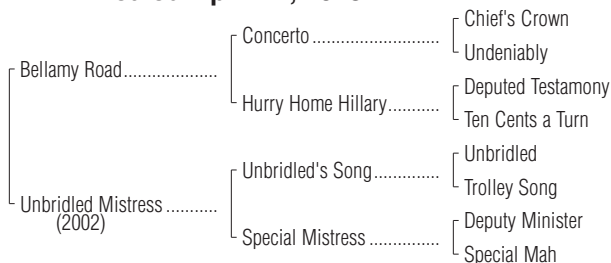 Chief's Crown
Concerto ...........................
Undeniably
Bellamy Road....................
Deputed Testamony
Hurry Home Hillary...........
Ten Cents a Turn
Unbridled
Unbridled's Song..............
Trolley Song
Unbridled Mistress ...........
(2002)
Deputy Minister
Special Mistress ...............
Special Mah